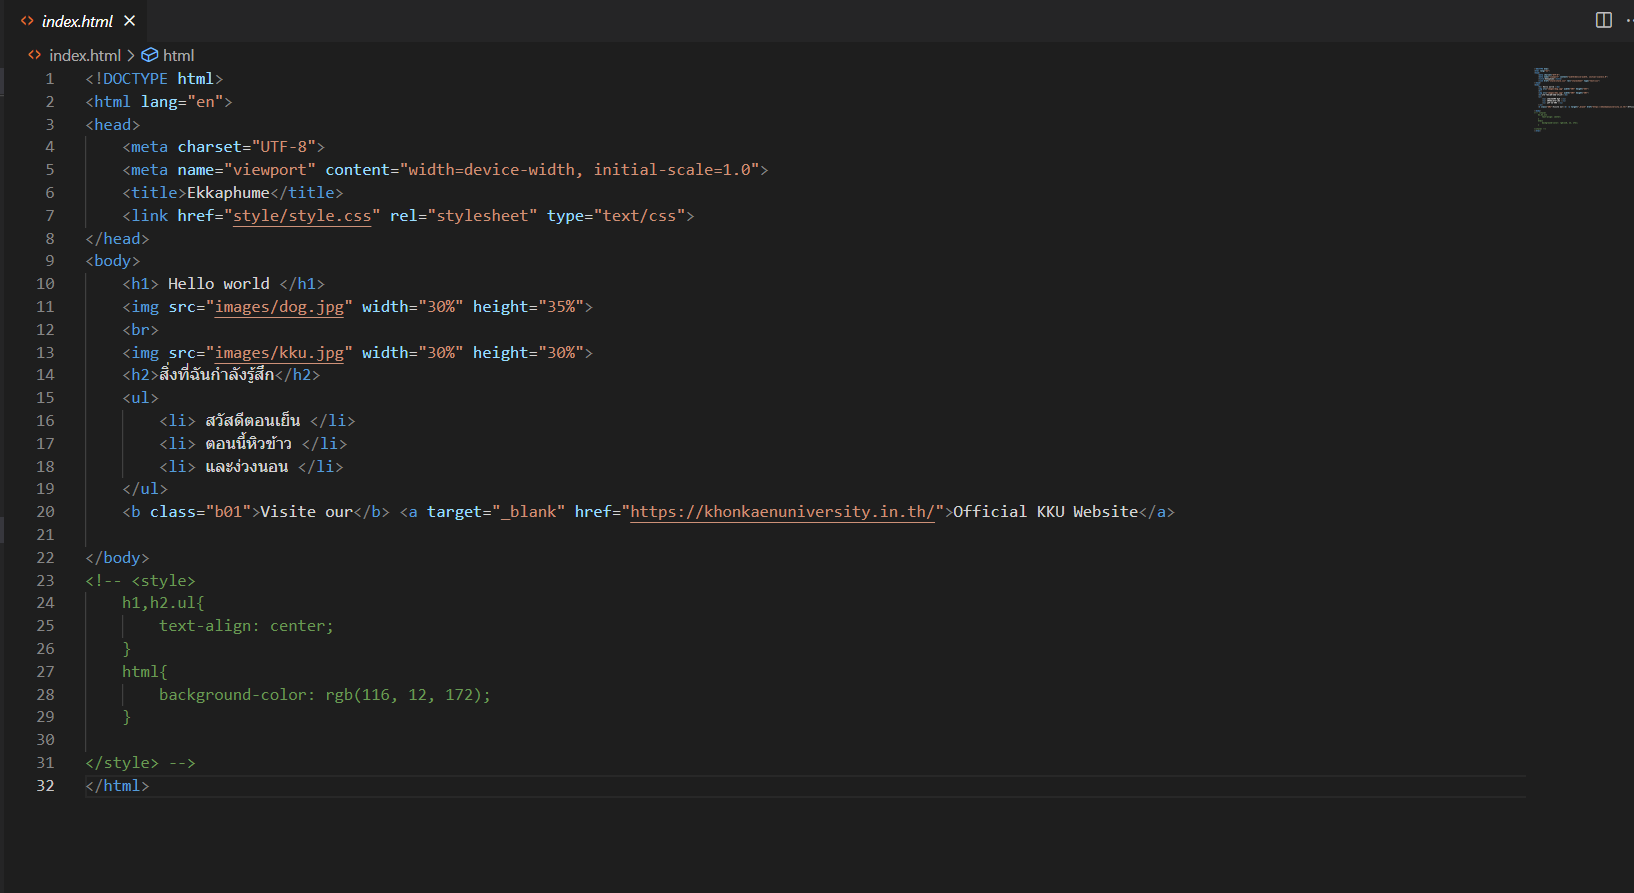 index.html
index.html > html
1 <!DOCTYPE html>
2 <html lang="en">
3 <head>
4 <meta charset="UTF-8">
5 <meta name="viewport" content="width=device-width, initial-scale=1.0">
6 <title>Ekkaphume</title>
7 <link href="style/style.css" rel="stylesheet" type="text/css">
8 </head>
9 <body>
10 <h1> Hello world </h1>
11 <img src="images/dog.jpg" width="30%" height="35%">
12 <br>
13 <img src="images/kku.jpg" width="30%" height="30%">
14 <h2>สิ่งที่ฉันกำลังรู้สึก</h2>
15 <ul>
16 <li> สวัสดีตอนเย็น </li>
17 <li> ตอนนี้หิวข้าว </li>
18 <li> และง่วงนอน </li>
19 </ul>
20 <b class="b01">Visite our</b> <a target="_blank" href="https://khonkaenuniversity.in.th/">Official KKU Website</a>
21
22 </body>
23 <!-- <style>
24 h1,h2.ul{
25 text-align: center;
26 }
27 html{
28 background-color: rgb(116, 12, 172);
29 }
30
31 </style> -->
32 </html>